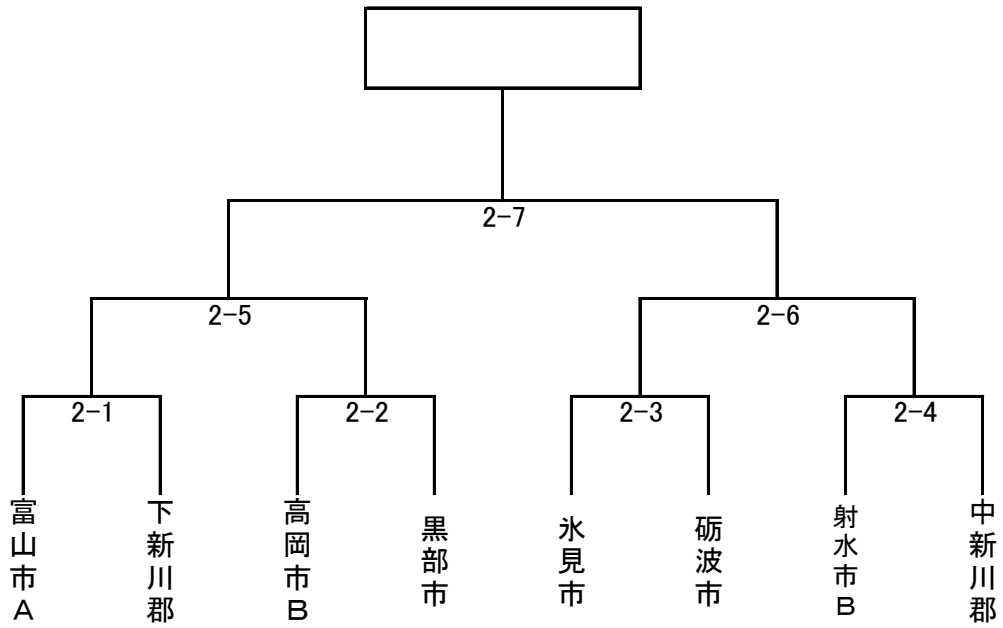 2-7
2-5
2-6
2-1
2-2
2-3
2-4
富山市A
下新川郡
高岡市B
黒部市
氷見市
砺波市
射水市B
中新川郡